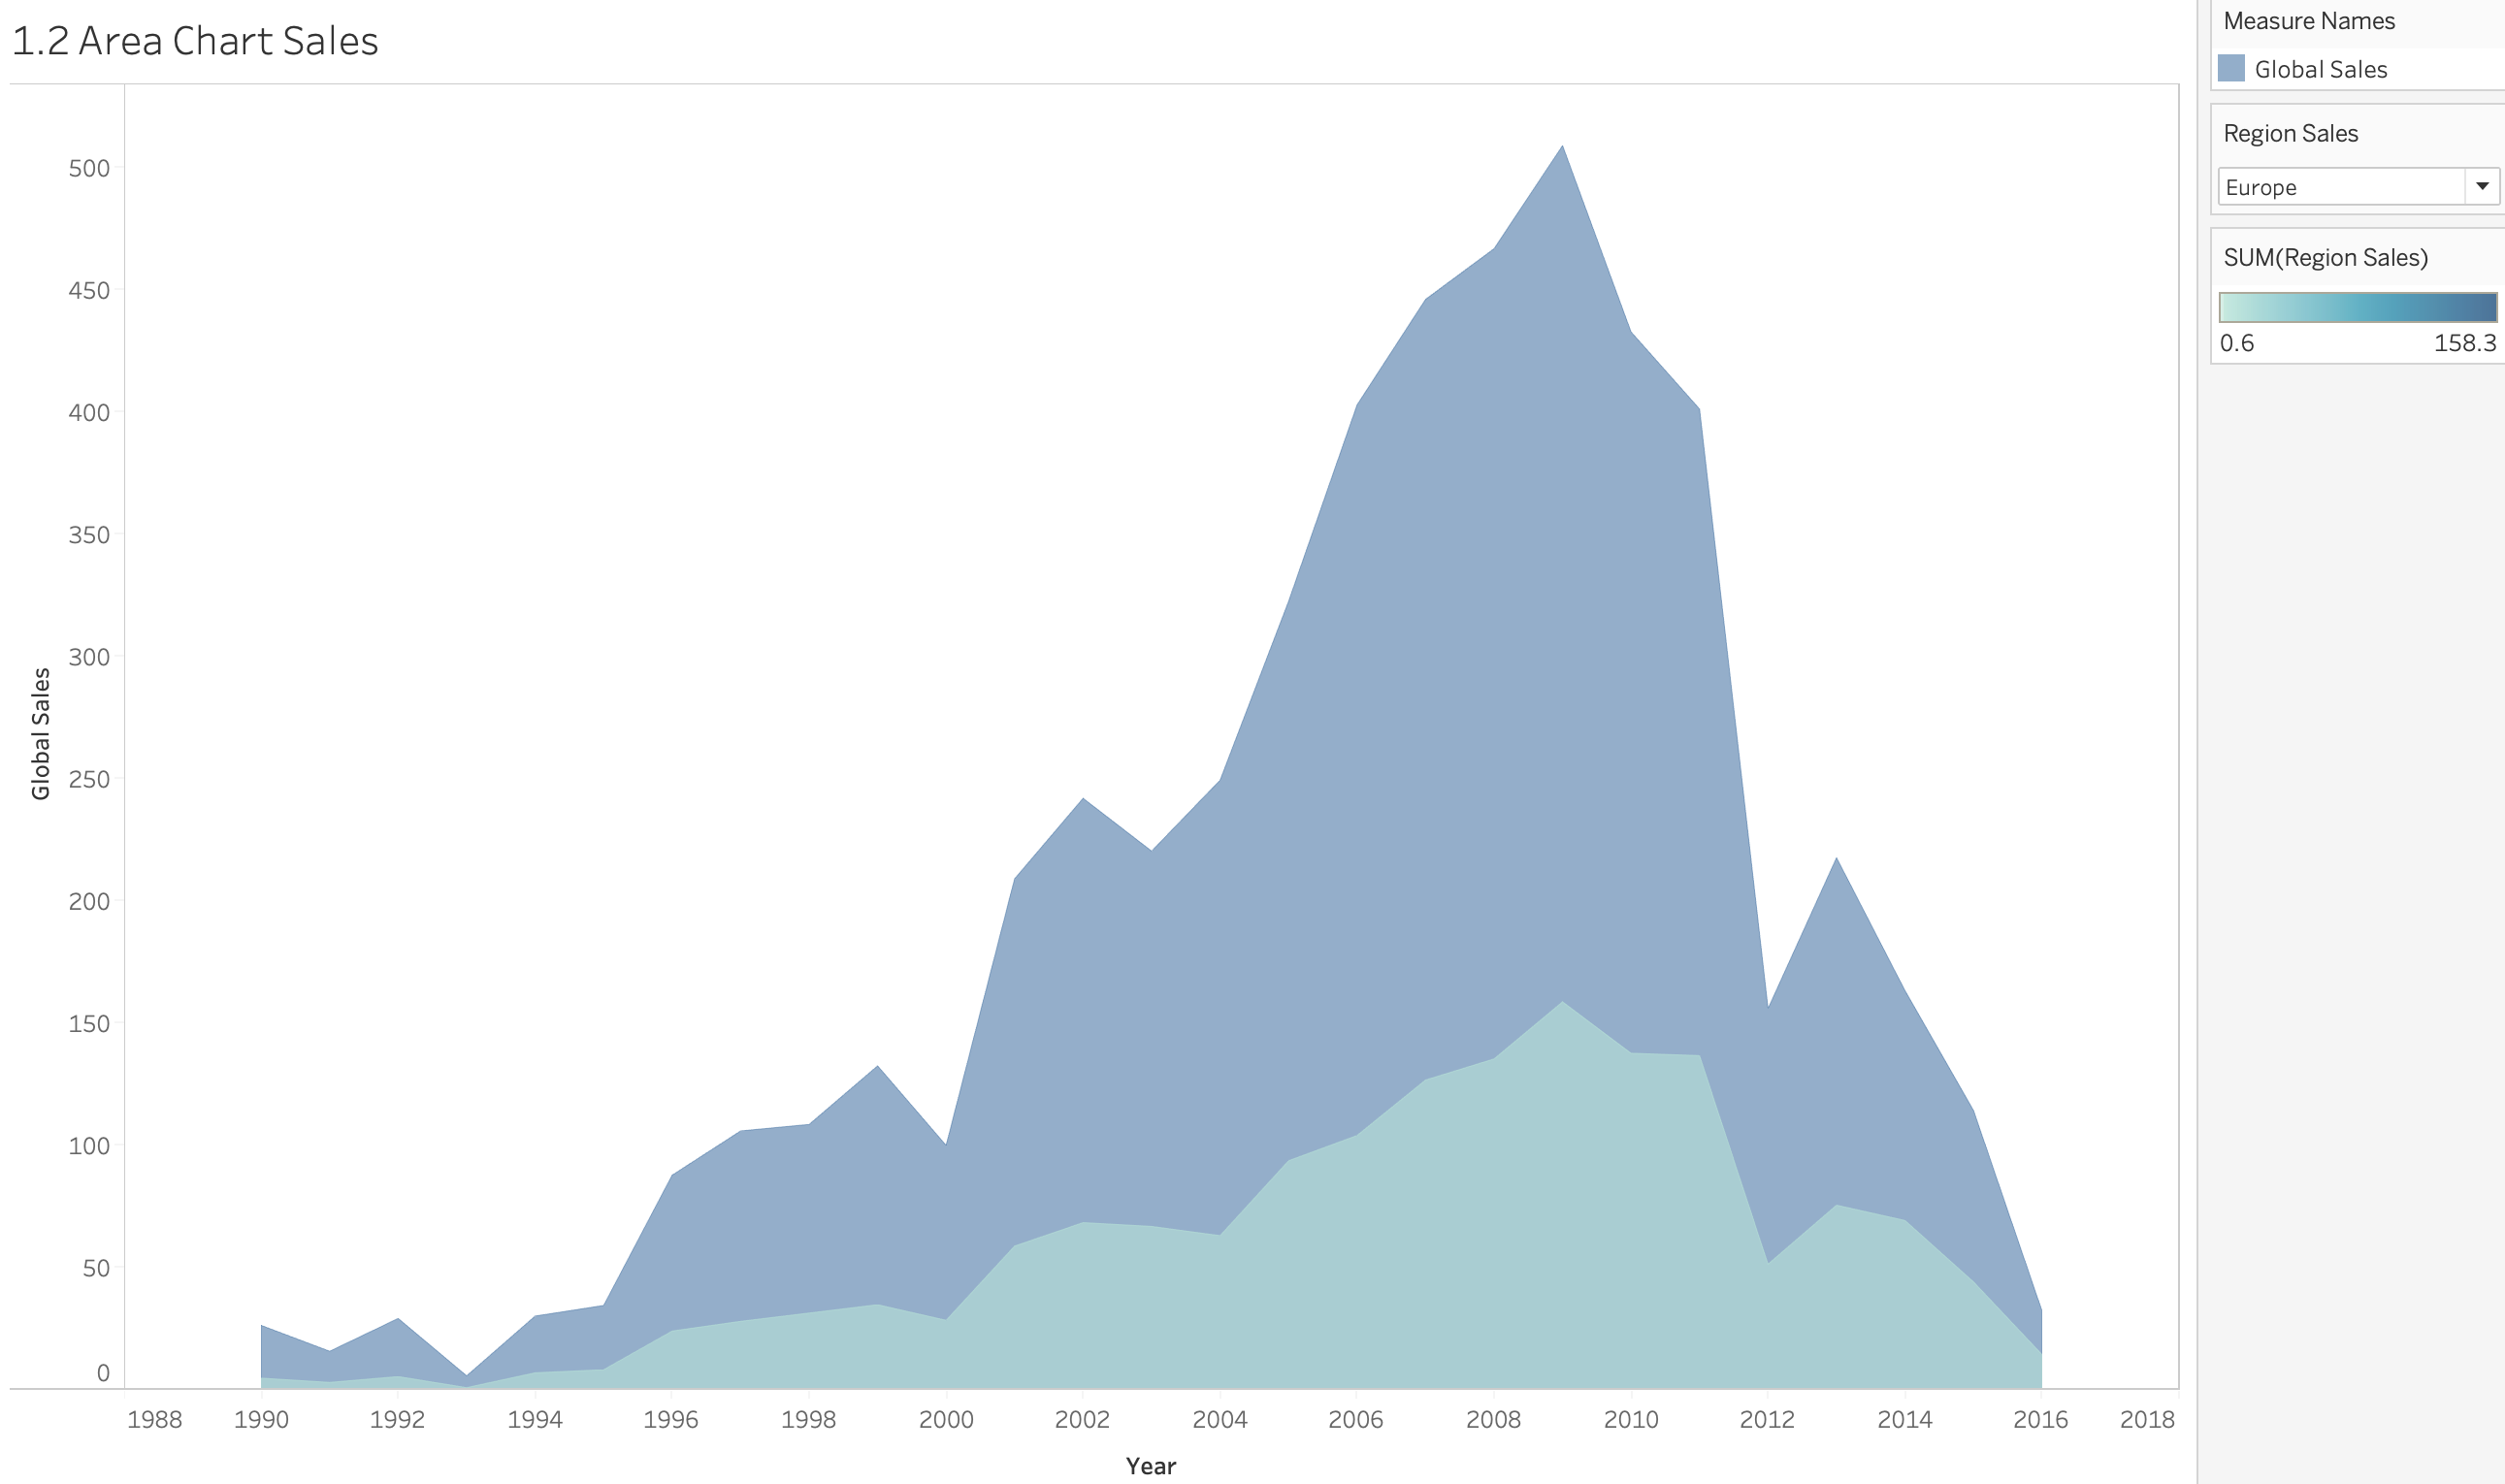 1.2 Area Chart Sales
500
450
400
350
300
250
200
150
100
50
0
Global Sales
1988 1990 1992 1994 1996 1998 2000 2002 2004 2006 2008 2010 2012 2014 2016 2018
Year
Measure Names
Global Sales
Region Sales
Europe
SUM(Region Sales)
0.6 158.3